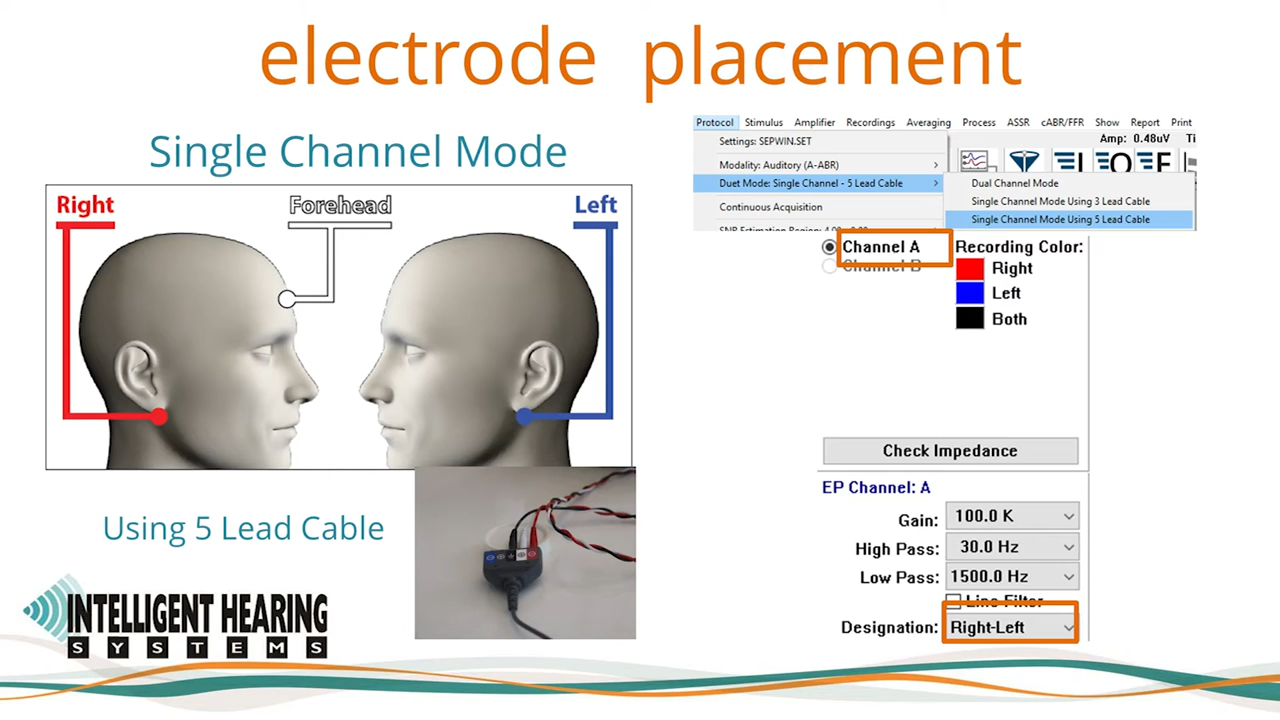 electrode placement
Single Channel Mode
Right
Forehead
Left
Using 5 Lead Cable
INTELLIGENT HEARING
SYSTEMS
Protocol Stimulus Amplifier Recordings Averaging Process ASSR cABR/FFR Show Report Print
Settings: SEPWIN.SET
Amp: 0.48uV Ti
Modality: Auditory (A-ABR)
Duet Mode: Single Channel - 5 Lead Cable
Dual Channel Mode
Single Channel Mode Using 3 Lead Cable
Single Channel Mode Using 5 Lead Cable
Continuous Acquisition
Channel A
Channel B
Recording Color:
Right
Left
Both
Check Impedance
EP Channel: A
Gain: 100.0 K
High Pass: 30.0 Hz
Low Pass: 1500.0 Hz
Line Filter
Designation: Right-Left